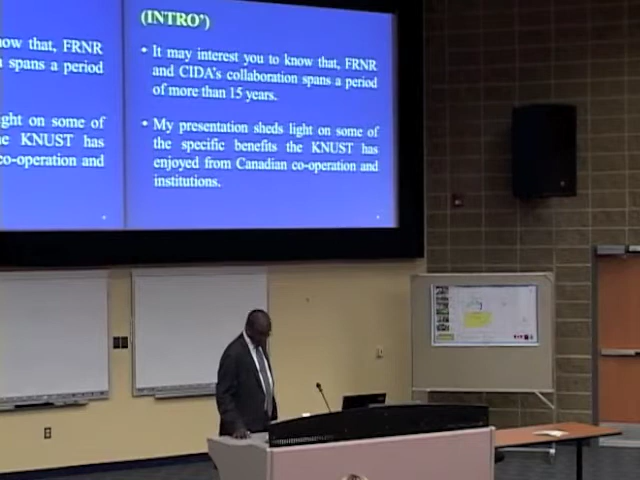 (INTRO')
now that, FRNR
spans a period
ght on some of
KNUST has
co-operation and
• It may interest you to know that, FRNR
and CIDA's collaboration spans a period
of more than 15 years.
• My presentation sheds light on some of
the specific benefits the KNUST has
enjoyed from Canadian co-operation and
institutions.